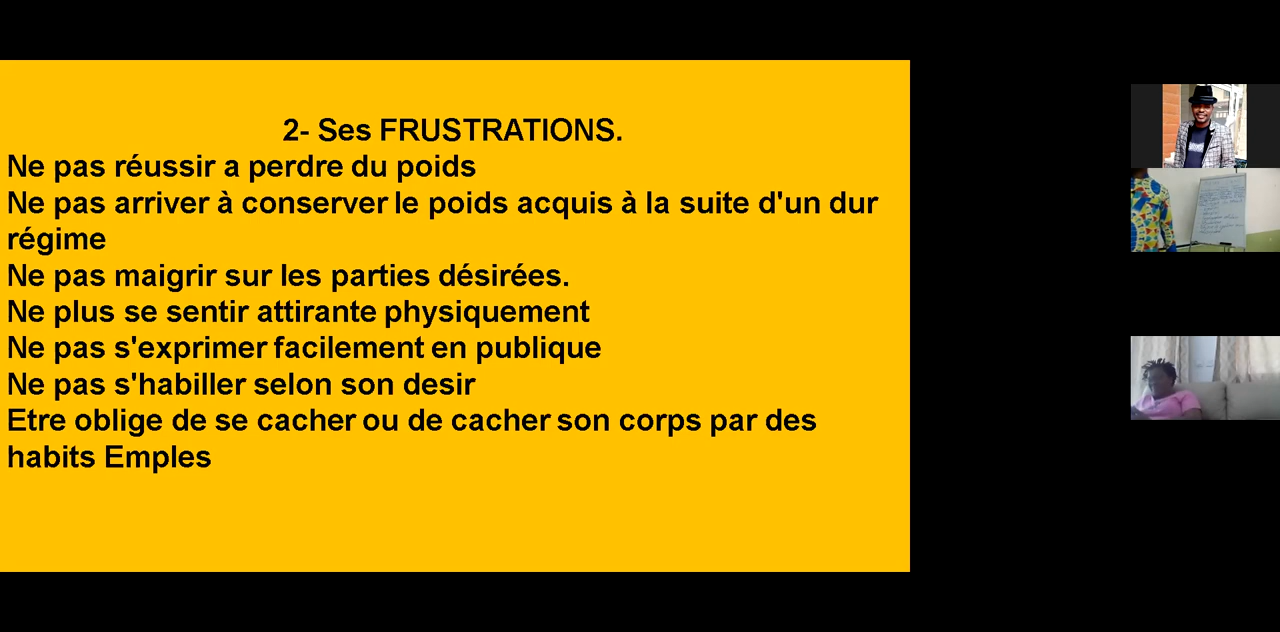 2- Ses FRUSTRATIONS.
Ne pas réussir a perdre du poids
Ne pas arriver à conserver le poids acquis à la suite d'un dur
régime
Ne pas maigrir sur les parties désirées.
Ne plus se sentir attirante physiquement
Ne pas s'exprimer facilement en publique
Ne pas s'habiller selon son desir
Etre oblige de se cacher ou de cacher son corps par des
habits Emples